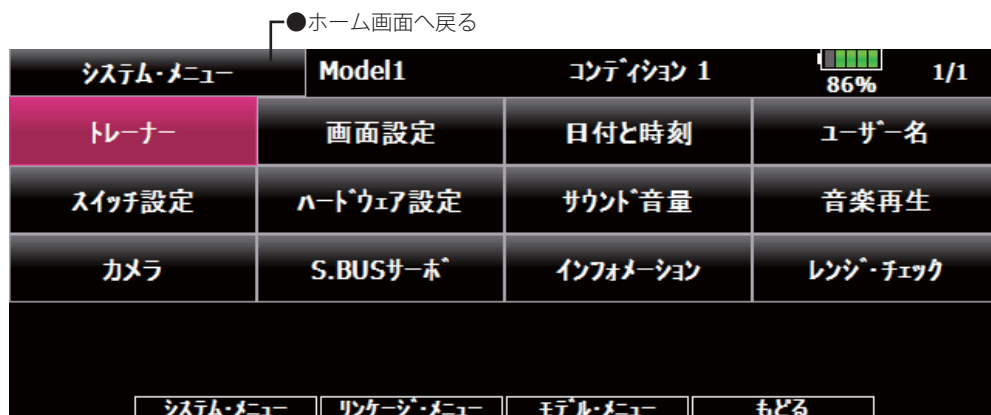 ●ホーム画面へ戻る
システム・メニュー Model1 コンディション 1 86% 1/1
トレーナー 画面設定 日付と時刻 ユーザー名
スイッチ設定 ハードウェア設定 サウンド音量 音楽再生
カメラ S.BUSサーボ インフォメーション レンジ・チェック
システム・メニュー リンケージ・メニュー モデル・メニュー もどる